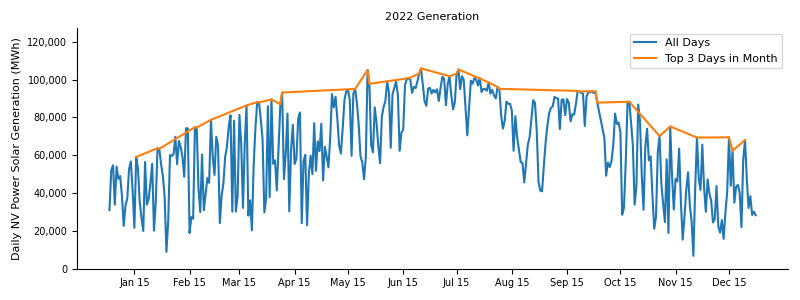 2022 Generation
Daily NV Power Solar Generation (MWh)
120,000
100,000
80,000
60,000
40,000
20,000
0
All Days
Top 3 Days in Month
Jan 15 Feb 15 Mar 15 Apr 15 May 15 Jun 15 Jul 15 Aug 15 Sep 15 Oct 15 Nov 15 Dec 15